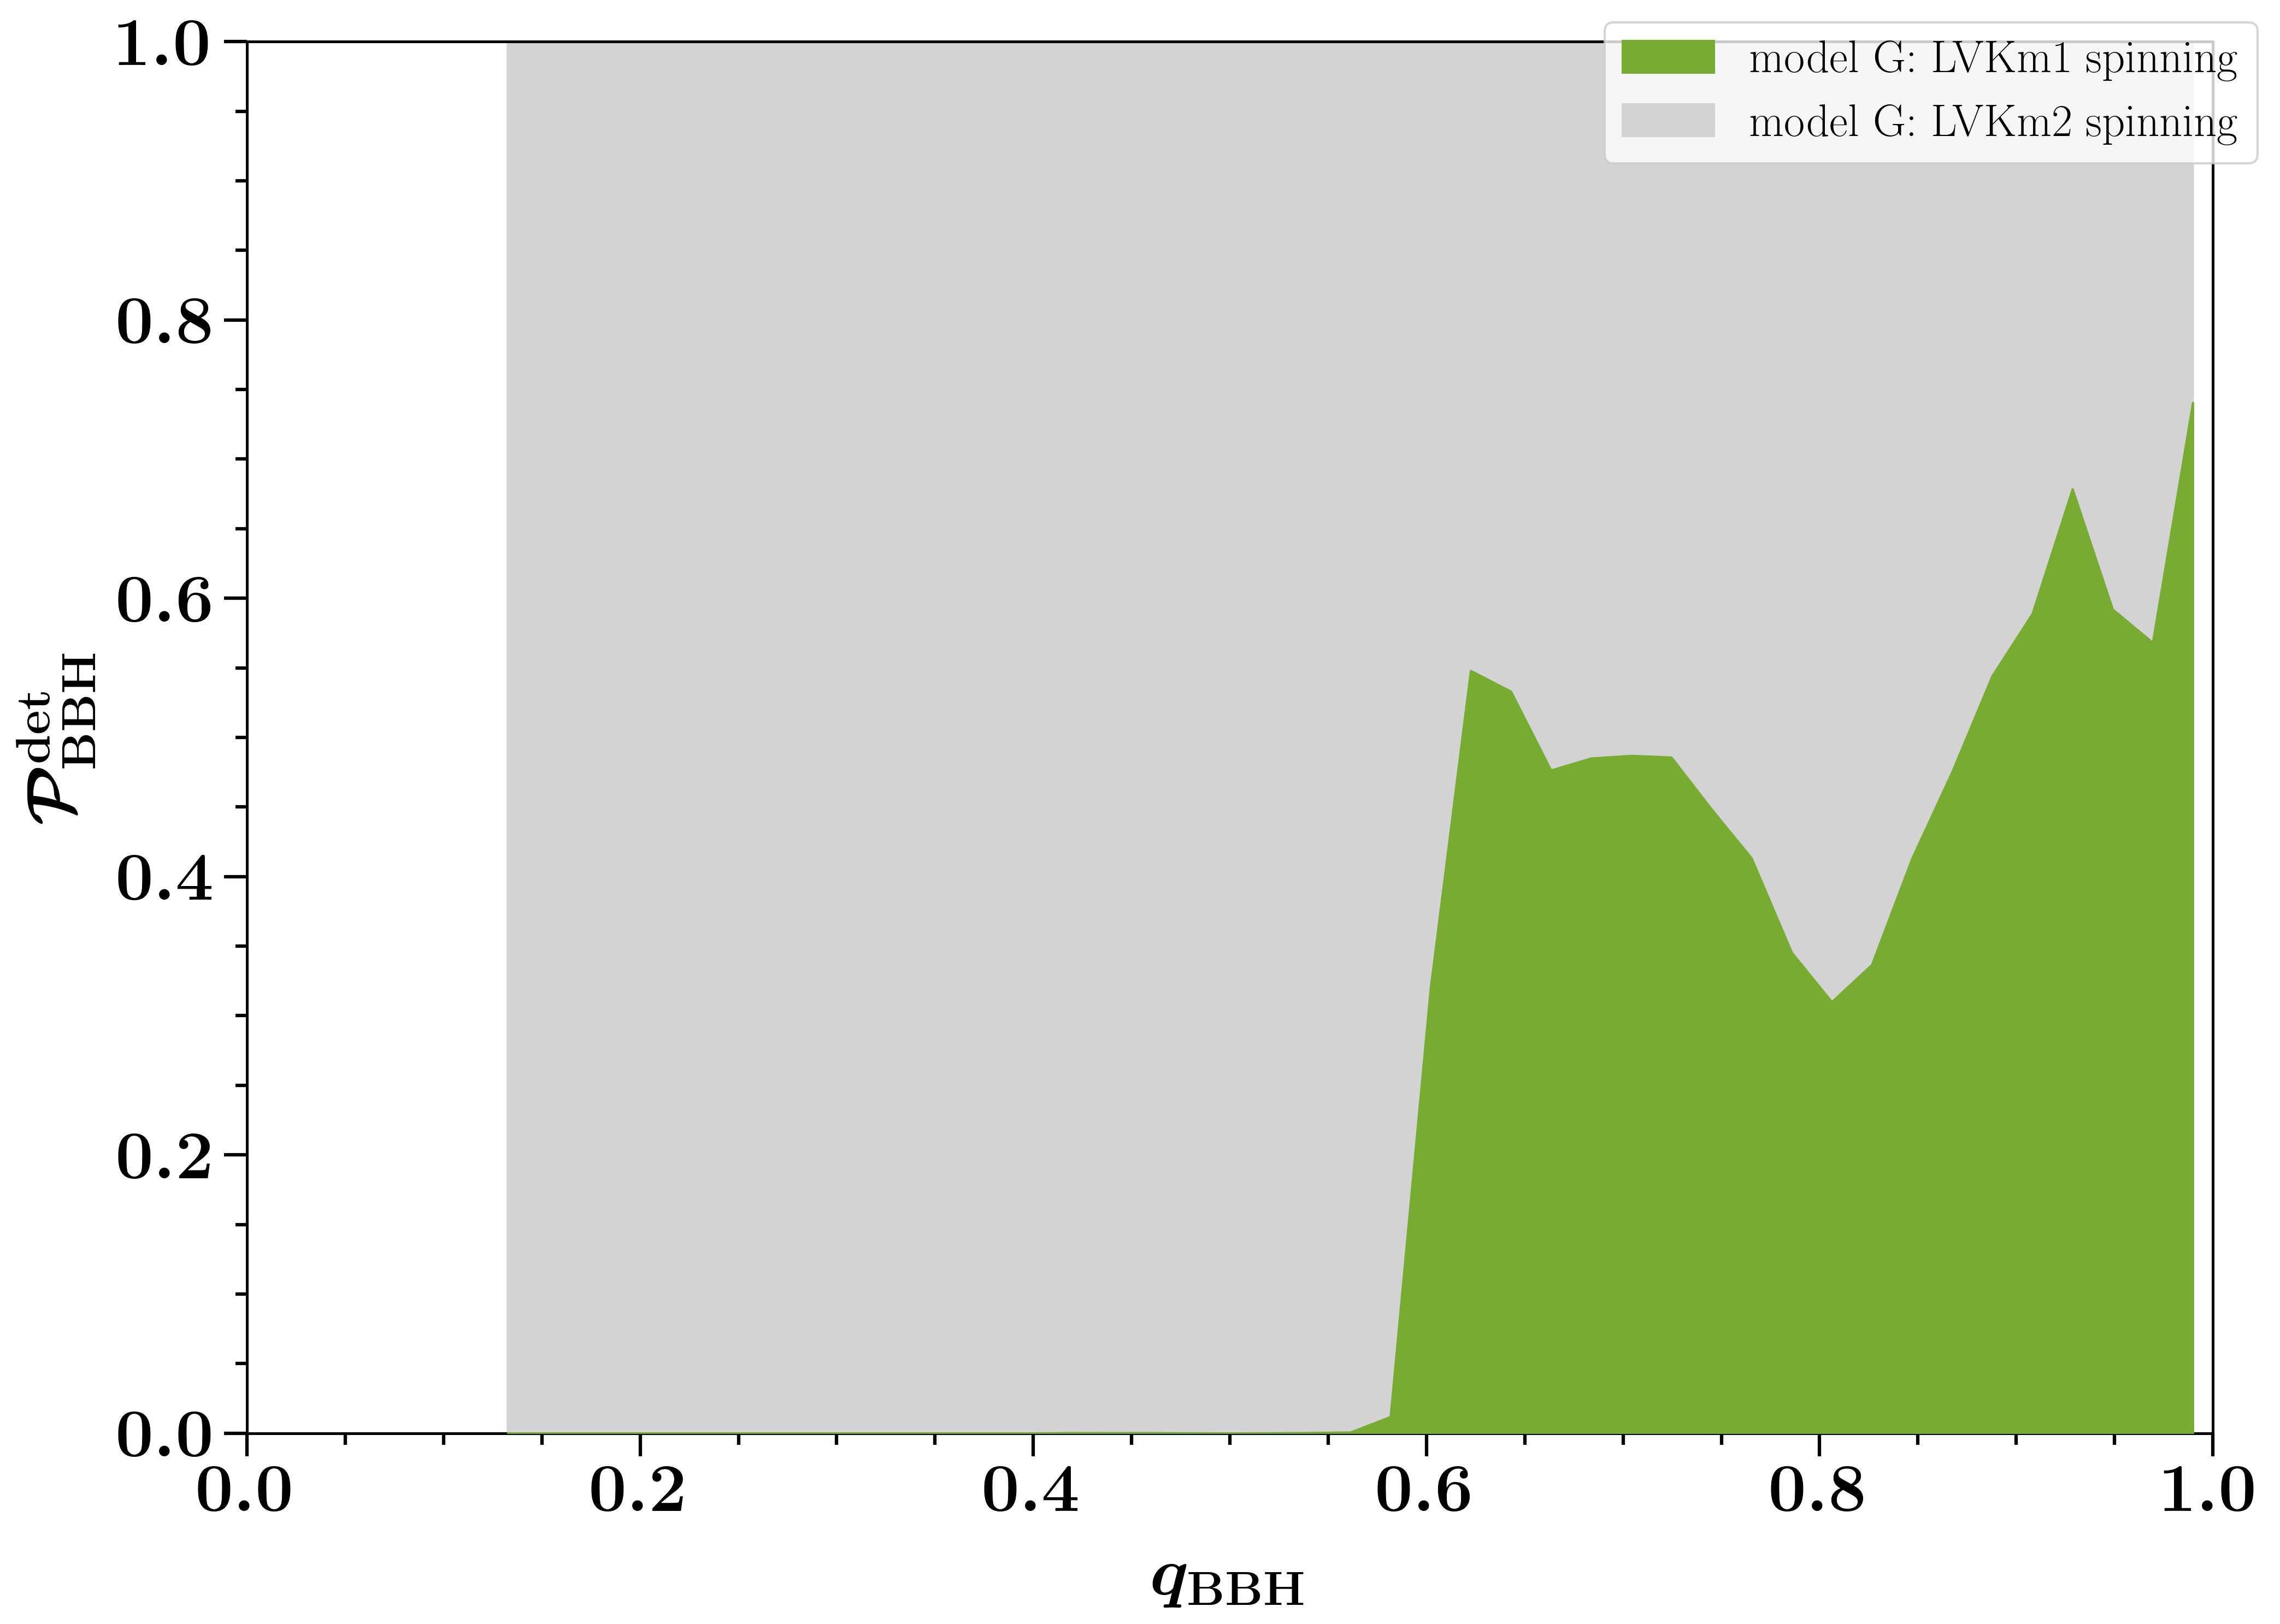 1.0
0.8
0.6
0.4
0.2
0.0
0.0 0.2 0.4 0.6 0.8 1.0
model G: LVKm1 spinning
model G: LVKm2 spinning
𝒫^det_BBH
q_BBH